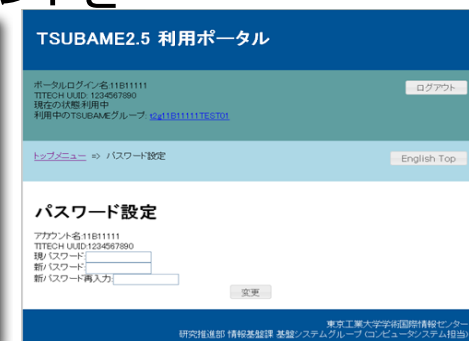 TSUBAME2.5 利用ポータル
ポータルログイン名:11B11111
TITECH UUID: 1234567890
現在の状態:利用中
利用中のTSUBAMEグループ: t2g11B11111TEST01
ログアウト
トップメニュー => パスワード設定
English Top
パスワード設定
アカウント名:11B11111
TITECH UUID:1234567890
現パスワード:
新パスワード:
新パスワード再入力:
変更
東京工業大学学術国際情報センター
研究推進部 情報基盤課 基盤システムグループ (コンピュータシステム担当)